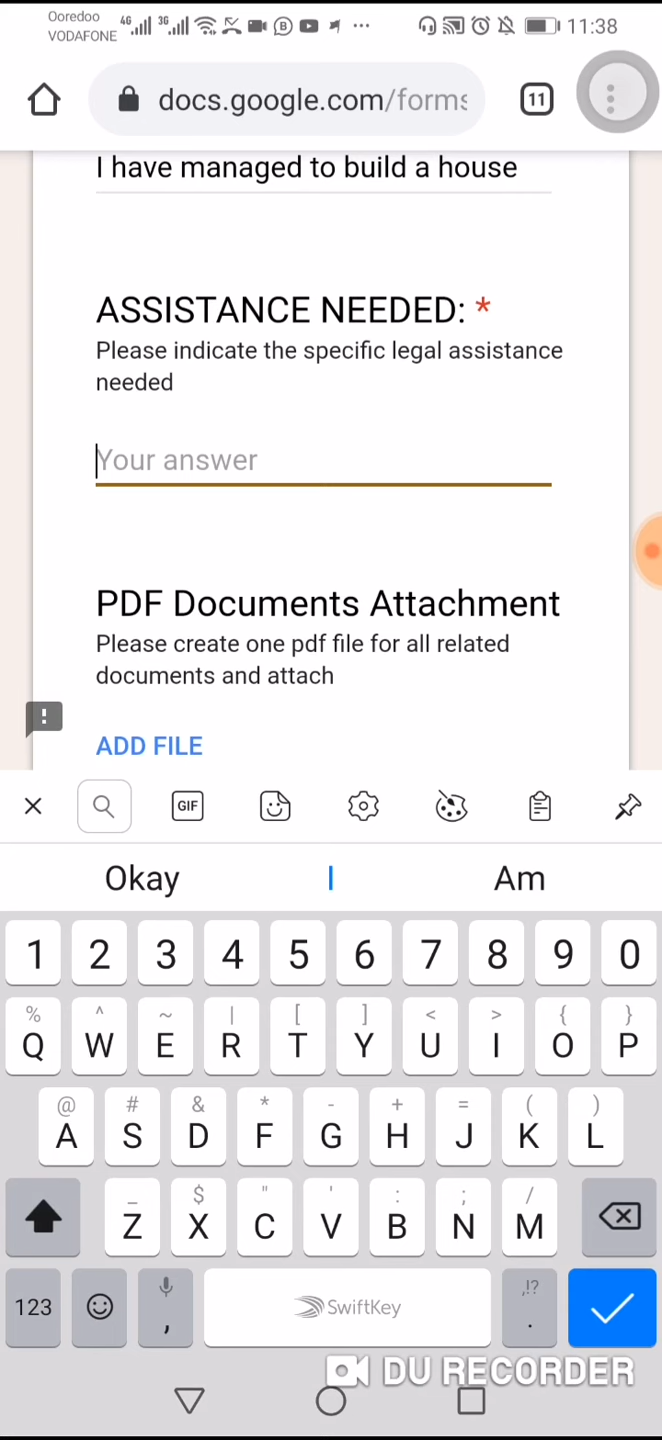 Ooredoo
VODAFONE
4G 3G B ... 11:38
docs.google.com/forms
11
I have managed to build a house
ASSISTANCE NEEDED: *
Please indicate the specific legal assistance
needed
Your answer
PDF Documents Attachment
Please create one pdf file for all related
documents and attach
!
ADD FILE
GIF
Okay I Am
1 2 3 4 5 6 7 8 9 0
% ^ ~ | [ ] < > { }
Q W E R T Y U I O P
@ # & * - + = ( )
A S D F G H J K L
_ $ " ' : ; /
Z X C V B N M
,!?
123 , SwiftKey .
DU RECORDER